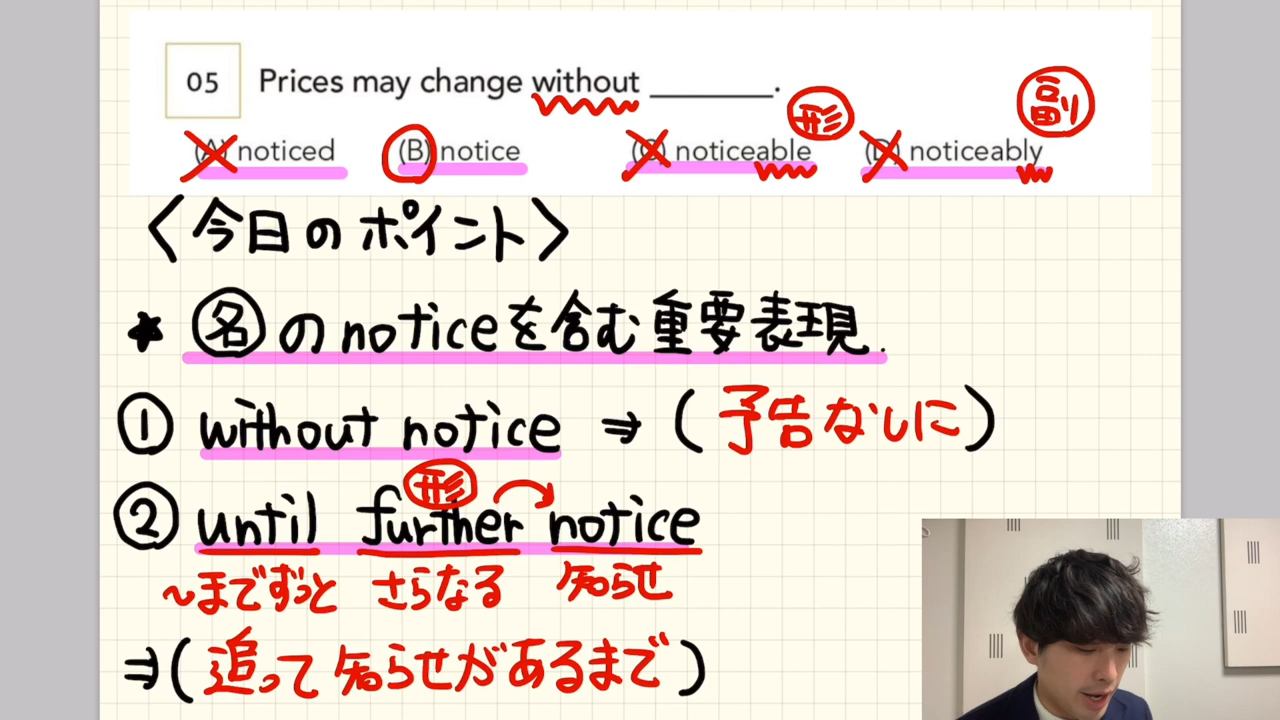 05 Prices may change without ________.
形 副
(A) noticed (B) notice (C) noticeable (D) noticeably
〈今日のポイント〉
* 名のnoticeを含む重要表現.
① without notice ⇒ (予告なしに)
形
② until further notice
~までずっと さらなる 知らせ
⇒(追って知らせがあるまで)